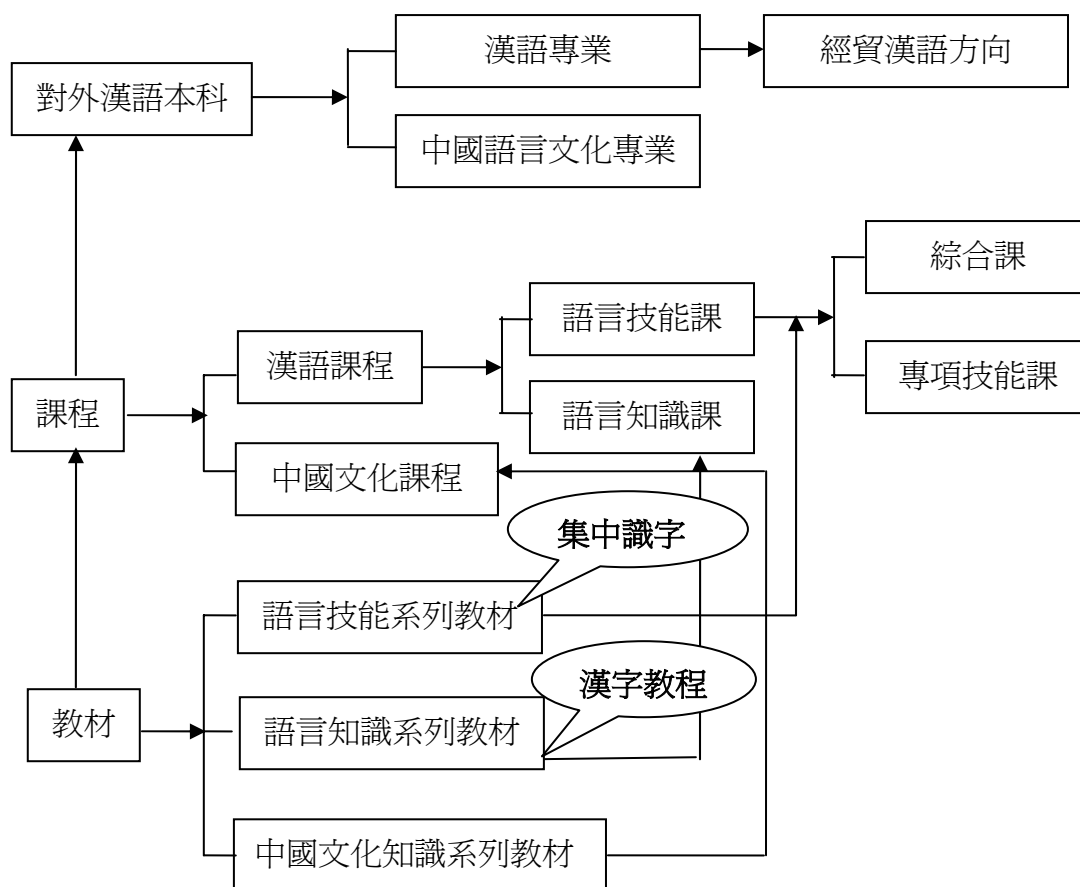 漢語專業
經貿漢語方向
對外漢語本科
中國語言文化專業
綜合課
語言技能課
漢語課程
專項技能課
課程
語言知識課
中國文化課程
集中識字
語言技能系列教材
漢字教程
教材
語言知識系列教材
中國文化知識系列教材